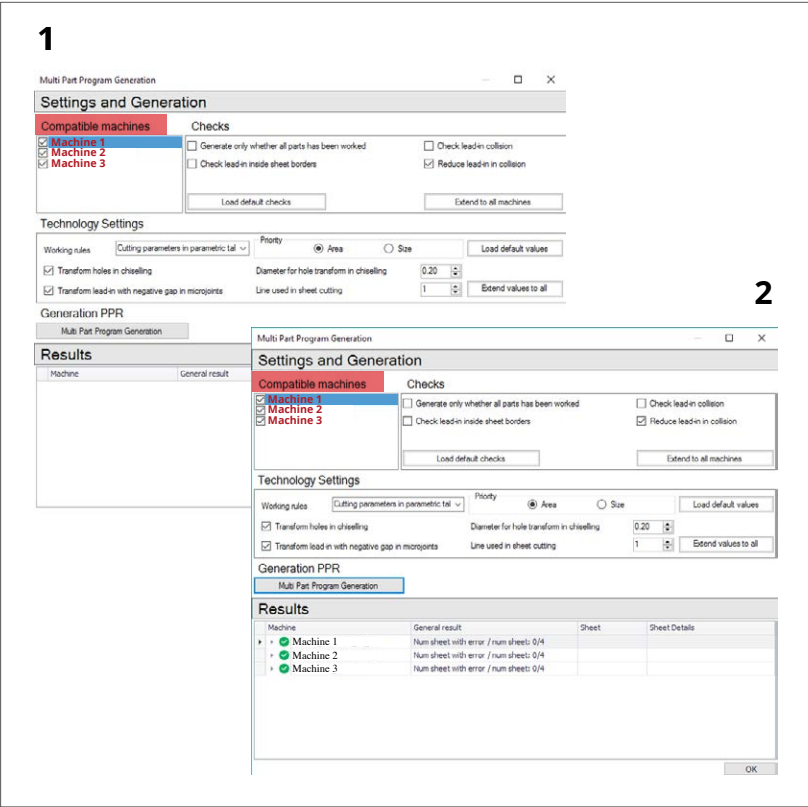 1
Multi Part Program Generation
Settings and Generation
Compatible machines
Checks
Machine 1
Machine 2
Machine 3
Generate only whether all parts has been worked
Check lead-in collision
Check lead-in inside sheet borders
Reduce lead-in in collision
Load default checks
Extend to all machines
Technology Settings
Working rules
Cutting parameters in parametric tal
Priority
Area
Size
Load default values
Transform holes in chiselling
Diameter for hole transform in chiselling
0.20
Transform lead-in with negative gap in microjoints
Line used in sheet cutting
1
Extend values to all
Generation PPR
Multi Part Program Generation
Results
Machine
General result
2
Multi Part Program Generation
Settings and Generation
Compatible machines
Checks
Machine 1
Machine 2
Machine 3
Generate only whether all parts has been worked
Check lead-in collision
Check lead-in inside sheet borders
Reduce lead-in in collision
Load default checks
Extend to all machines
Technology Settings
Working rules
Cutting parameters in parametric tal
Priority
Area
Size
Load default values
Transform holes in chiselling
Diameter for hole transform in chiselling
0.20
Transform lead-in with negative gap in microjoints
Line used in sheet cutting
1
Extend values to all
Generation PPR
Multi Part Program Generation
Results
Machine
General result
Sheet
Sheet Details
Machine 1
Num sheet with error / num sheet: 0/4
Machine 2
Num sheet with error / num sheet: 0/4
Machine 3
Num sheet with error / num sheet: 0/4
OK